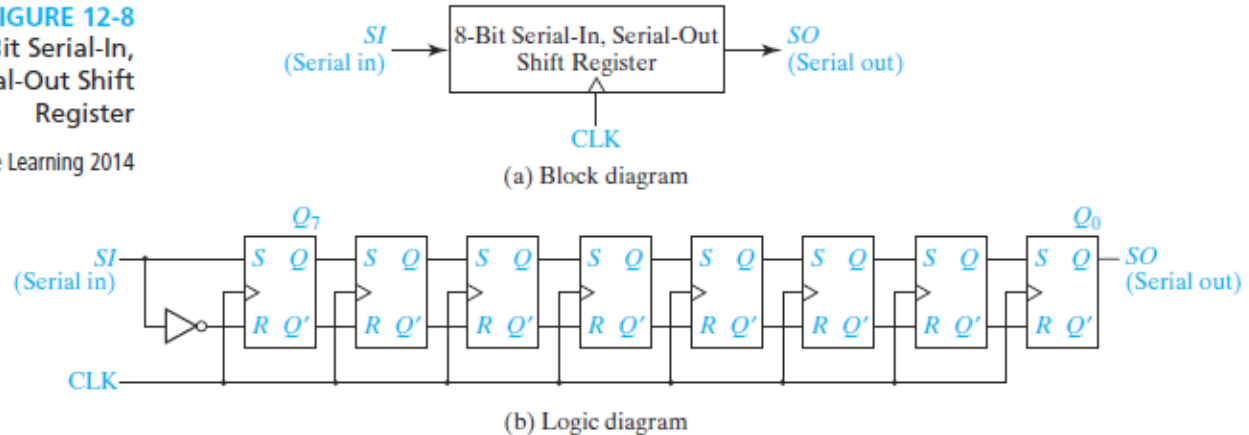 IGURE 12-8
Bit Serial-In,
al-Out Shift
Register
Learning 2014
SI
(Serial in)
8-Bit Serial-In, Serial-Out
Shift Register
SO
(Serial out)
CLK
(a) Block diagram
Q7
Q0
SI
(Serial in)
S Q S Q S Q S Q S Q S Q S Q S Q
SO
(Serial out)
R Q' R Q' R Q' R Q' R Q' R Q' R Q' R Q'
CLK
(b) Logic diagram